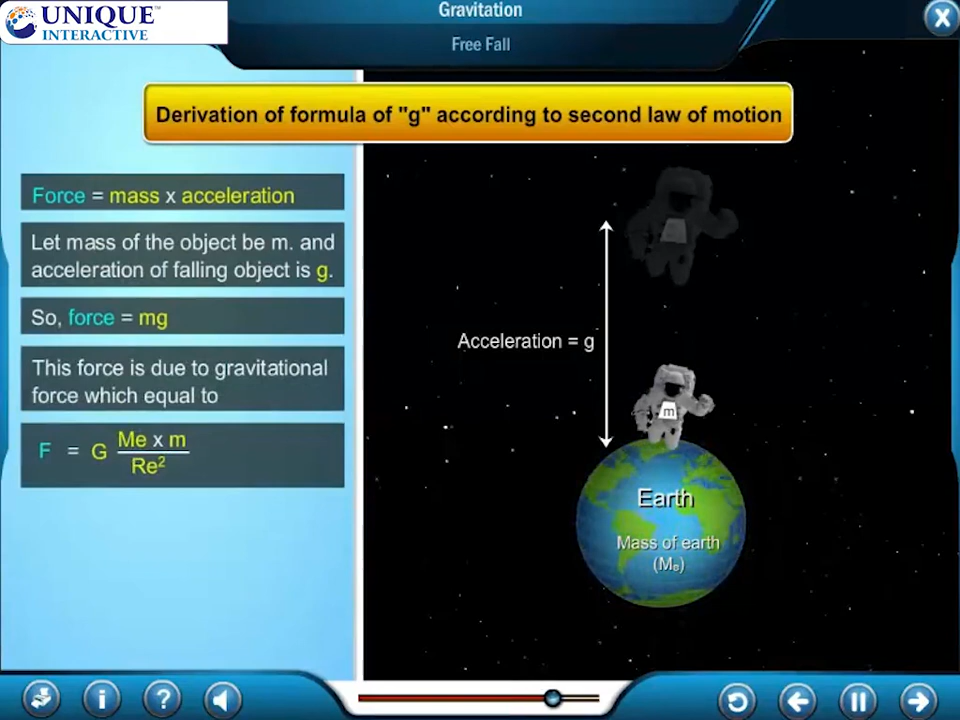 UNIQUE™
INTERACTIVE
Gravitation
Free Fall
Derivation of formula of "g" according to second law of motion
Force = mass x acceleration
Let mass of the object be m. and
acceleration of falling object is g.
So, force = mg
This force is due to gravitational
force which equal to
F = G Me x m
Re²
m
Acceleration = g
m
Earth
Mass of earth
(Me)